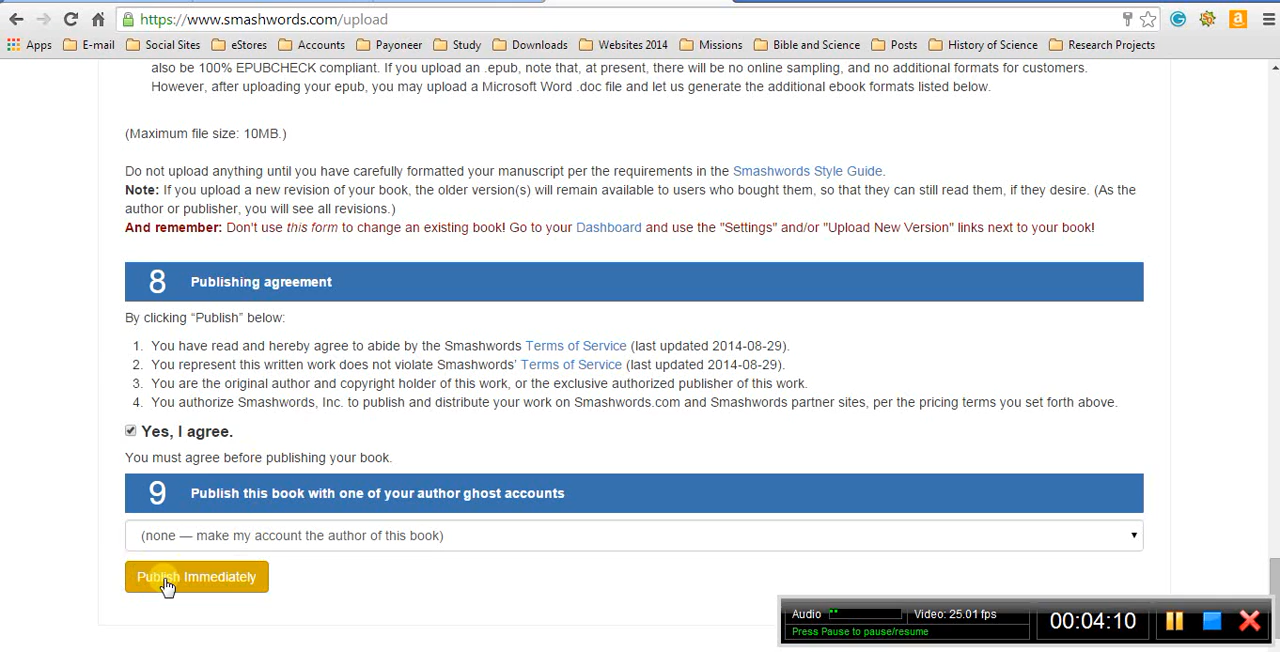 https://www.smashwords.com/upload
Apps E-mail Social Sites eStores Accounts Payoneer Study Downloads Websites 2014 Missions Bible and Science Posts History of Science Research Projects
also be 100% EPUBCHECK compliant. If you upload an .epub, note that, at present, there will be no online sampling, and no additional formats for customers.
However, after uploading your epub, you may upload a Microsoft Word .doc file and let us generate the additional ebook formats listed below.
(Maximum file size: 10MB.)
Do not upload anything until you have carefully formatted your manuscript per the requirements in the Smashwords Style Guide.
Note: If you upload a new revision of your book, the older version(s) will remain available to users who bought them, so that they can still read them, if they desire. (As the
author or publisher, you will see all revisions.)
And remember: Don't use this form to change an existing book! Go to your Dashboard and use the "Settings" and/or "Upload New Version" links next to your book!
8 Publishing agreement
By clicking “Publish” below:
1. You have read and hereby agree to abide by the Smashwords Terms of Service (last updated 2014-08-29).
2. You represent this written work does not violate Smashwords’ Terms of Service (last updated 2014-08-29).
3. You are the original author and copyright holder of this work, or the exclusive authorized publisher of this work.
4. You authorize Smashwords, Inc. to publish and distribute your work on Smashwords.com and Smashwords partner sites, per the pricing terms you set forth above.
Yes, I agree.
You must agree before publishing your book.
9 Publish this book with one of your author ghost accounts
(none — make my account the author of this book)
Publish Immediately
Audio Video: 25.01 fps 00:04:10
Press Pause to pause/resume